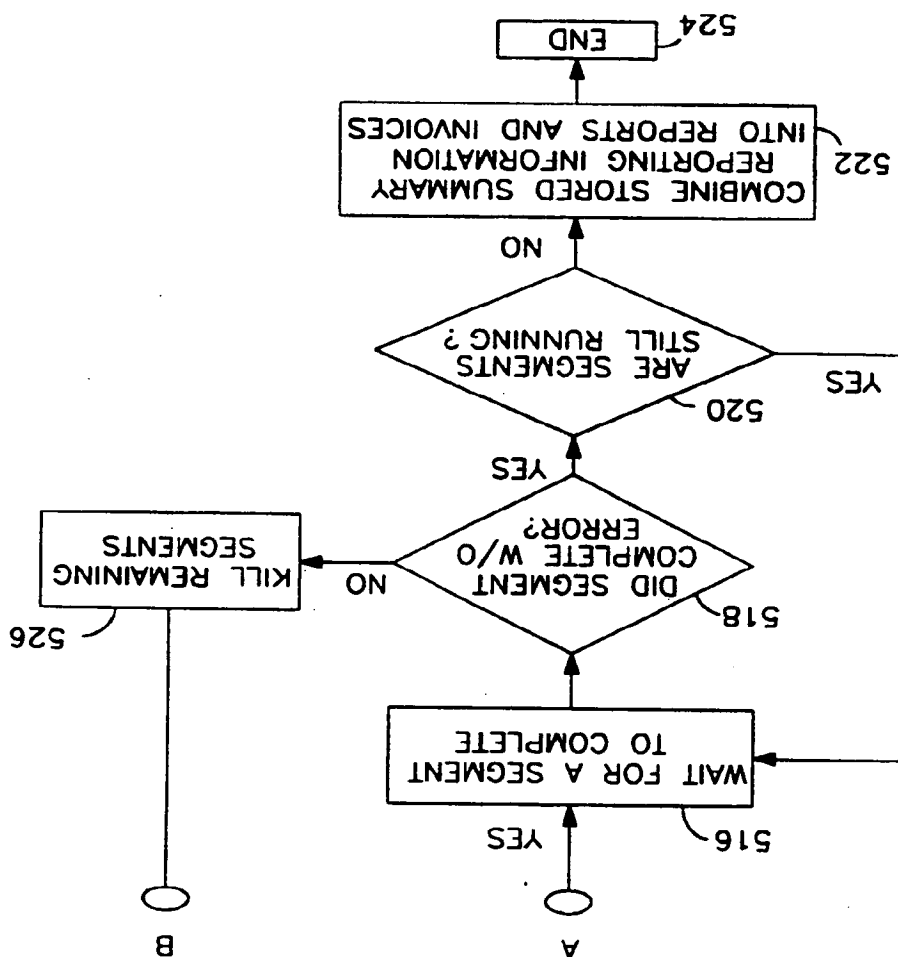 A
B
YES
516
WAIT FOR A SEGMENT
TO COMPLETE
518
DID SEGMENT
COMPLETE W/O
ERROR?
NO
526
KILL REMAINING
SEGMENTS
YES
520
ARE SEGMENTS
STILL RUNNING?
YES
NO
522
COMBINE STORED SUMMARY
REPORTING INFORMATION
INTO REPORTS AND INVOICES
END
524